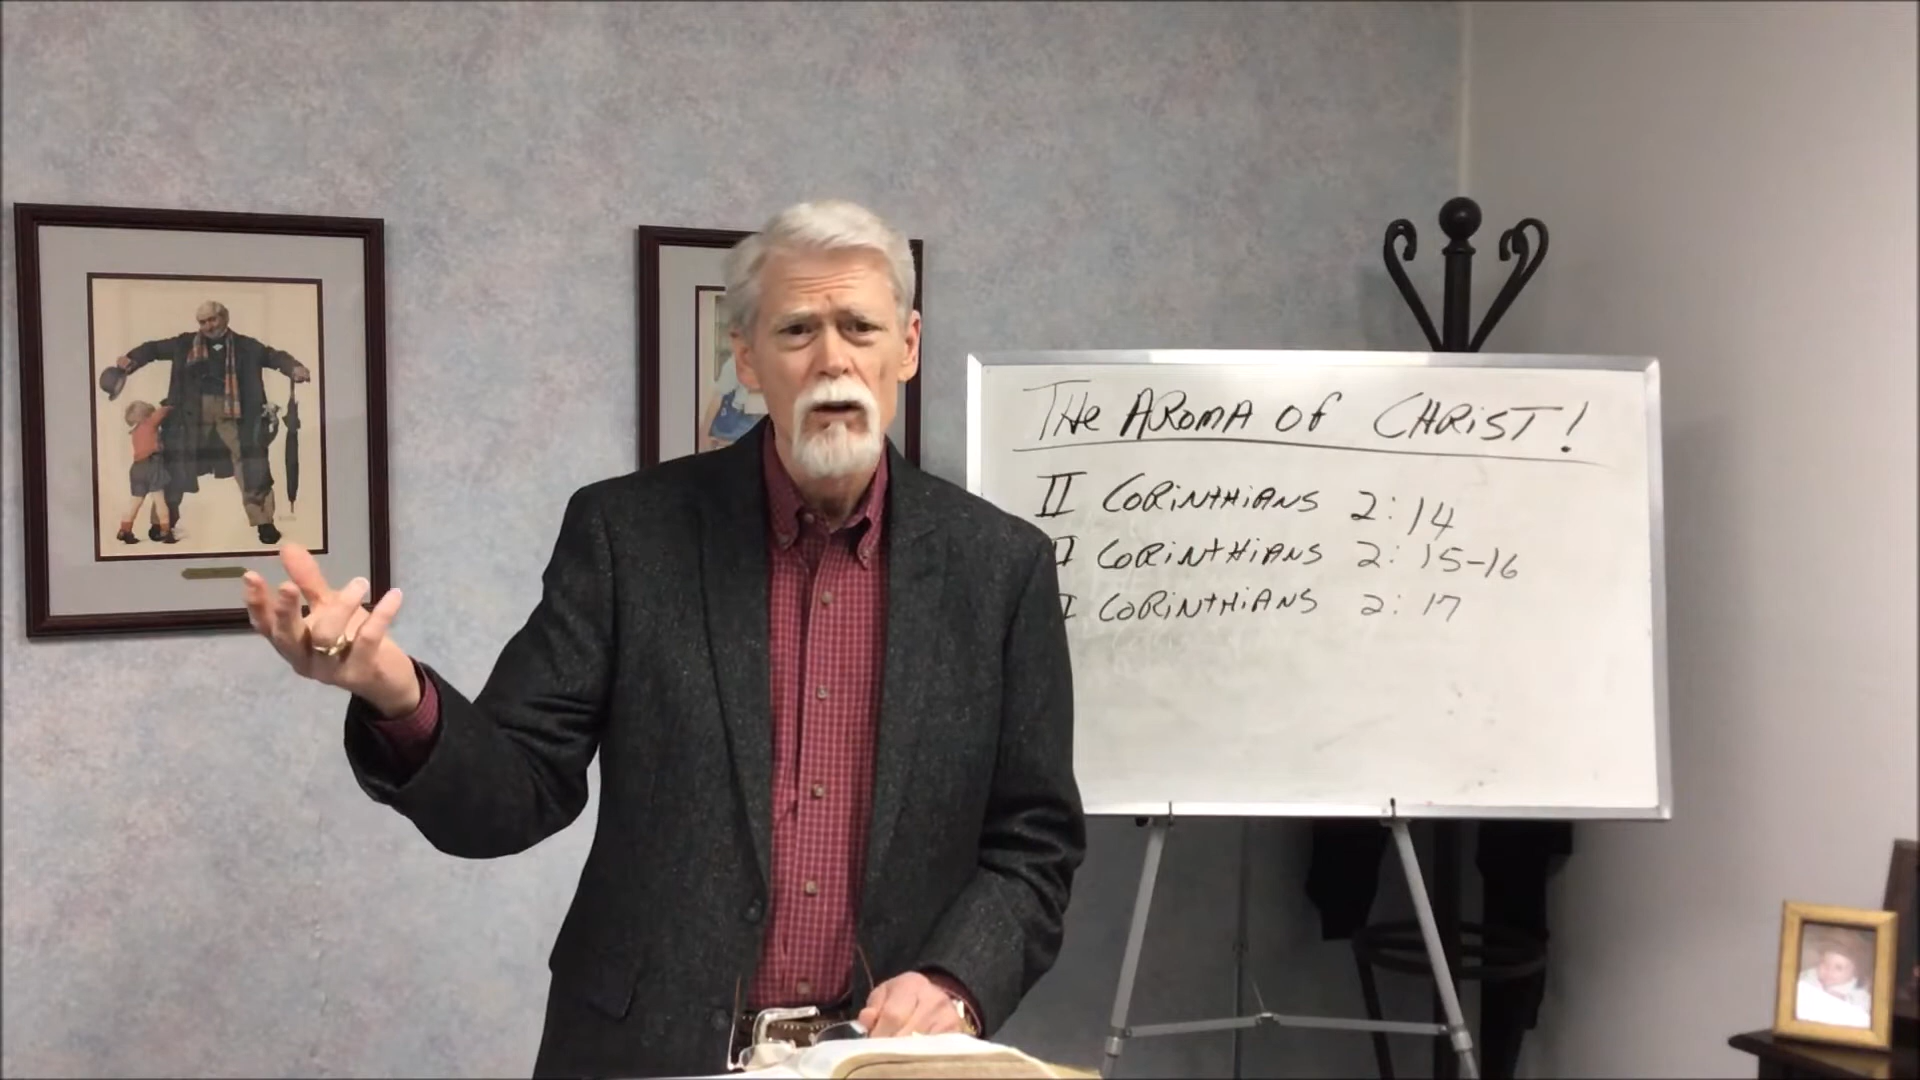 THe AROMA Of CHRiST!
II CORiNTHiANS 2:14
I CORiNtHiANS 2:15-16
I CORiNtHiANS 2:17